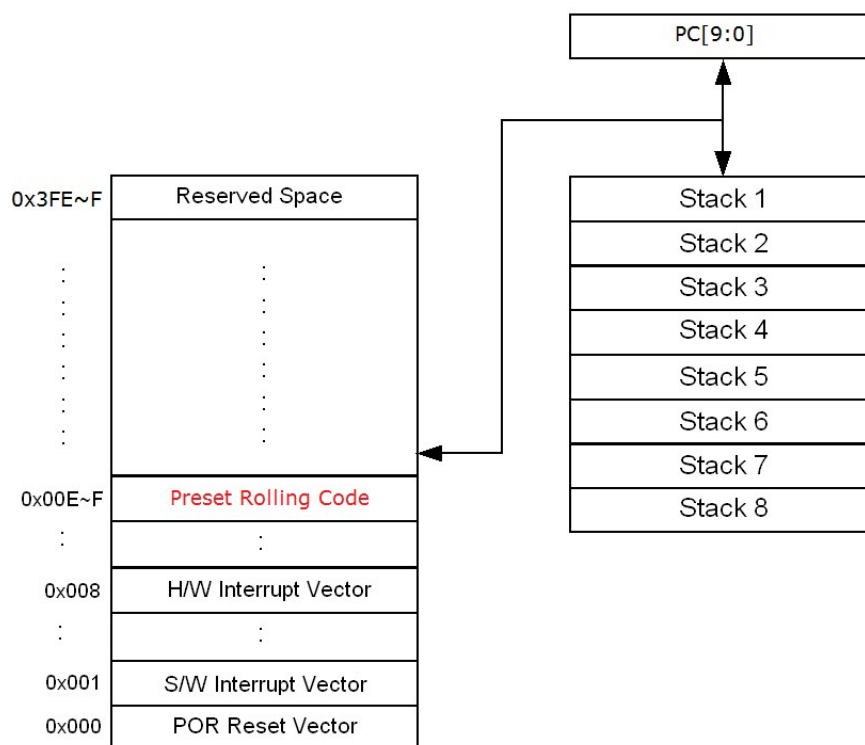 PC[9:0]
0x3FE~F Reserved Space
0x00E~F Preset Rolling Code
0x008 H/W Interrupt Vector
0x001 S/W Interrupt Vector
0x000 POR Reset Vector
Stack 1
Stack 2
Stack 3
Stack 4
Stack 5
Stack 6
Stack 7
Stack 8